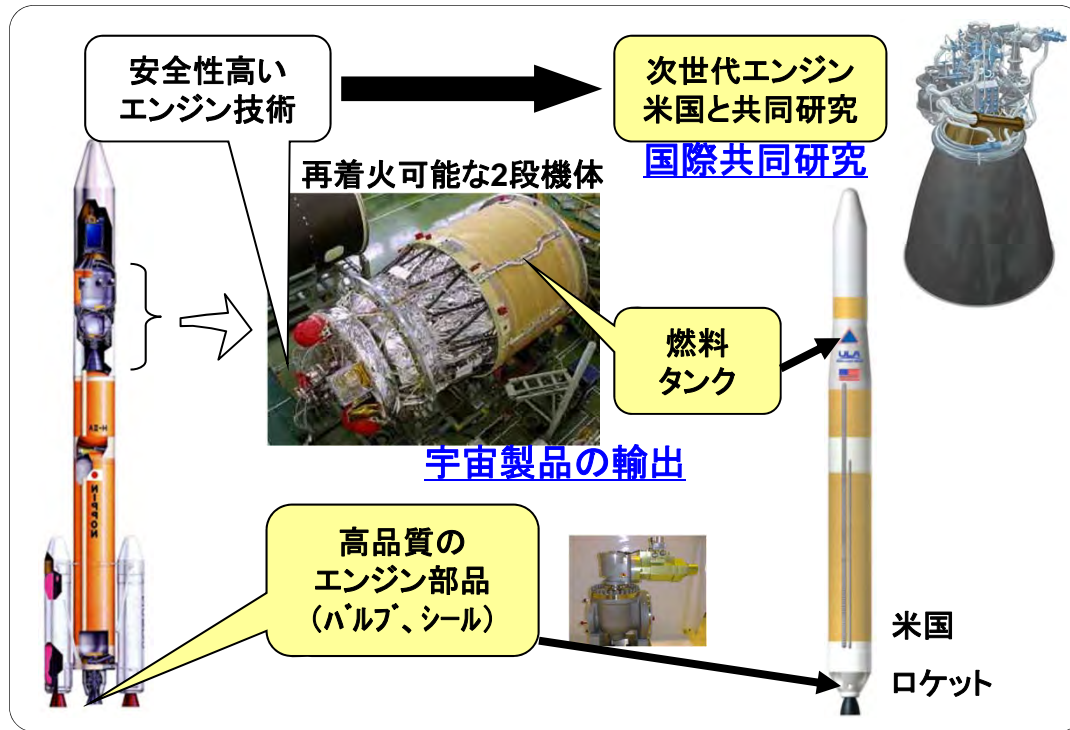 安全性高い
エンジン技術
次世代エンジン
米国と共同研究
国際共同研究
再着火可能な2段機体
燃料
タンク
ULA
宇宙製品の輸出
NIPPON
高品質の
エンジン部品
(ﾊﾞﾙﾌﾞ、シール)
米国
ロケット